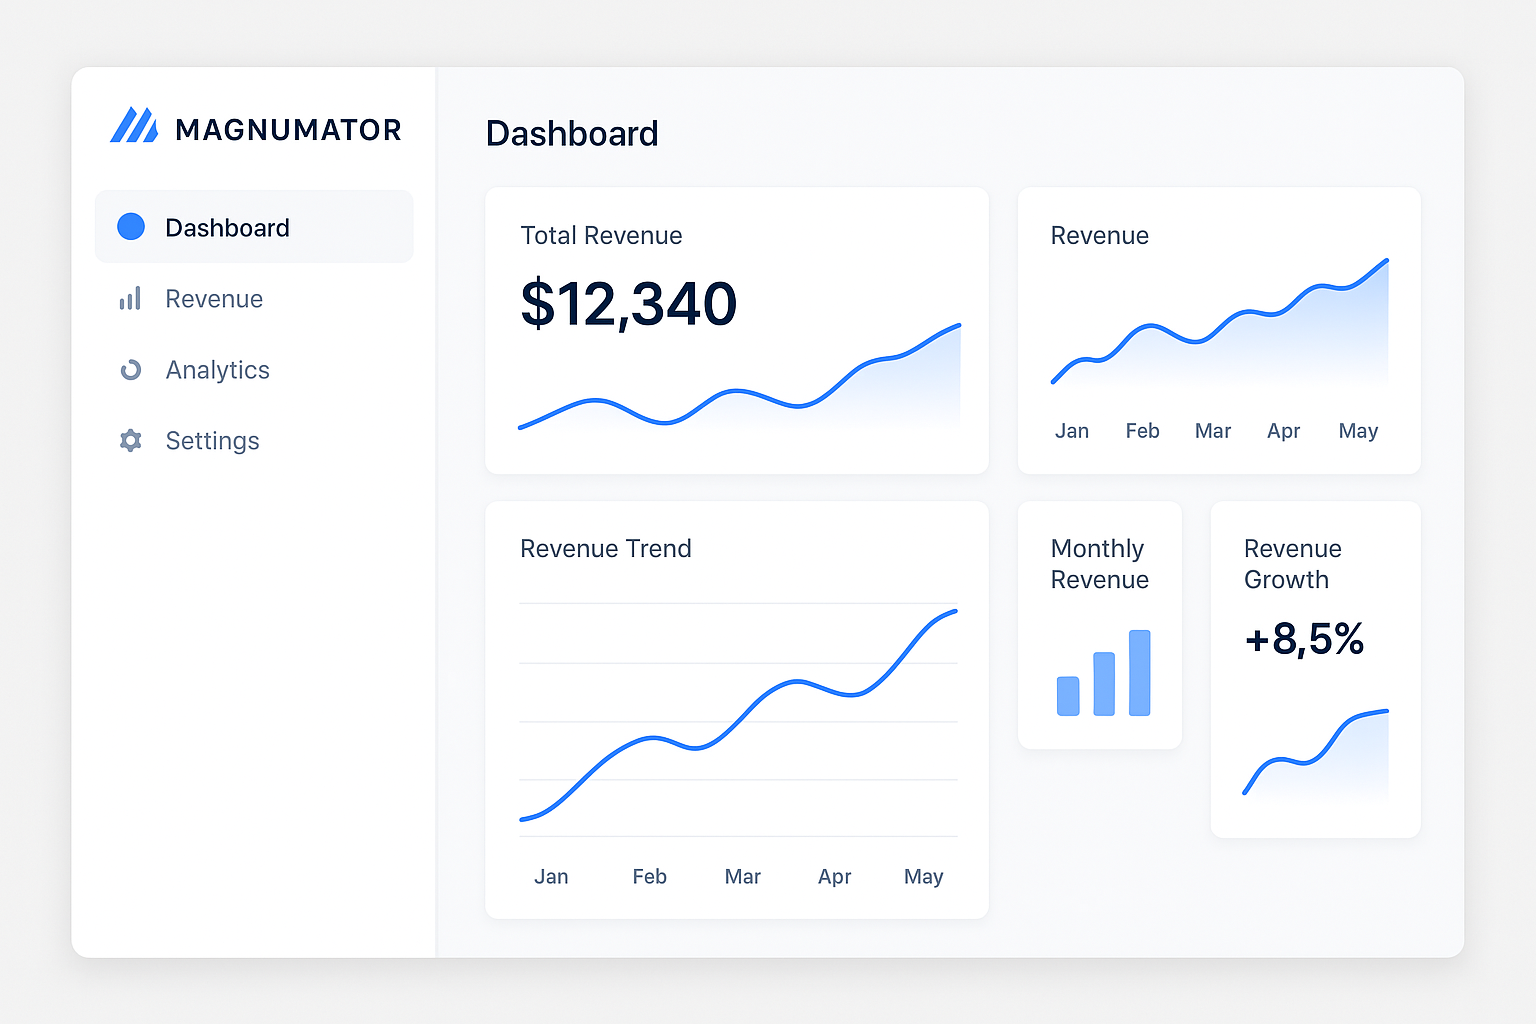 MAGNUMATOR
Dashboard
Revenue
Analytics
Settings
Dashboard
Total Revenue
$12,340
Revenue
Jan Feb Mar Apr May
Revenue Trend
Jan Feb Mar Apr May
Monthly
Revenue
Revenue
Growth
+8,5%